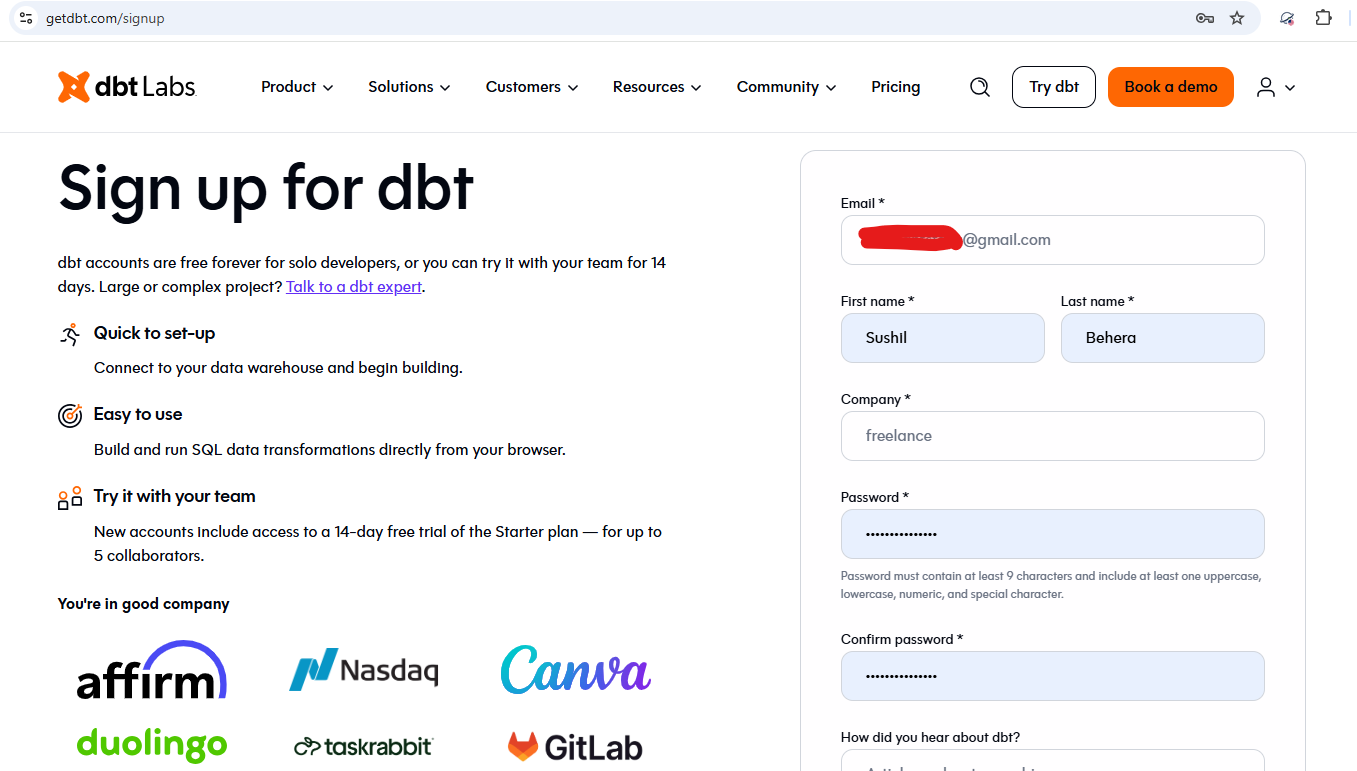 getdbt.com/signup
dbt Labs
Product
Solutions
Customers
Resources
Community
Pricing
Try dbt
Book a demo
Sign up for dbt
dbt accounts are free forever for solo developers, or you can try it with your team for 14
days. Large or complex project? Talk to a dbt expert.
Quick to set-up
Connect to your data warehouse and begin building.
Easy to use
Build and run SQL data transformations directly from your browser.
Try it with your team
New accounts include access to a 14-day free trial of the Starter plan — for up to
5 collaborators.
You're in good company
affirm
Nasdaq
Canva
duolingo
taskrabbit
GitLab
Email *
@gmail.com
First name *
Last name *
Sushil
Behera
Company *
freelance
Password *
•••••••••••••••
Password must contain at least 9 characters and include at least one uppercase,
lowercase, numeric, and special character.
Confirm password *
•••••••••••••••
How did you hear about dbt?